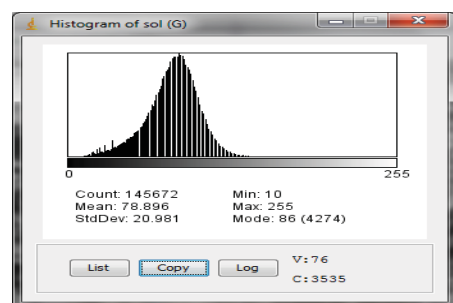 Histogram of sol (G)
0 255
Count: 145672 Min: 10
Mean: 78.896 Max: 255
StdDev: 20.981 Mode: 86 (4274)
List Copy Log V:76
C:3535